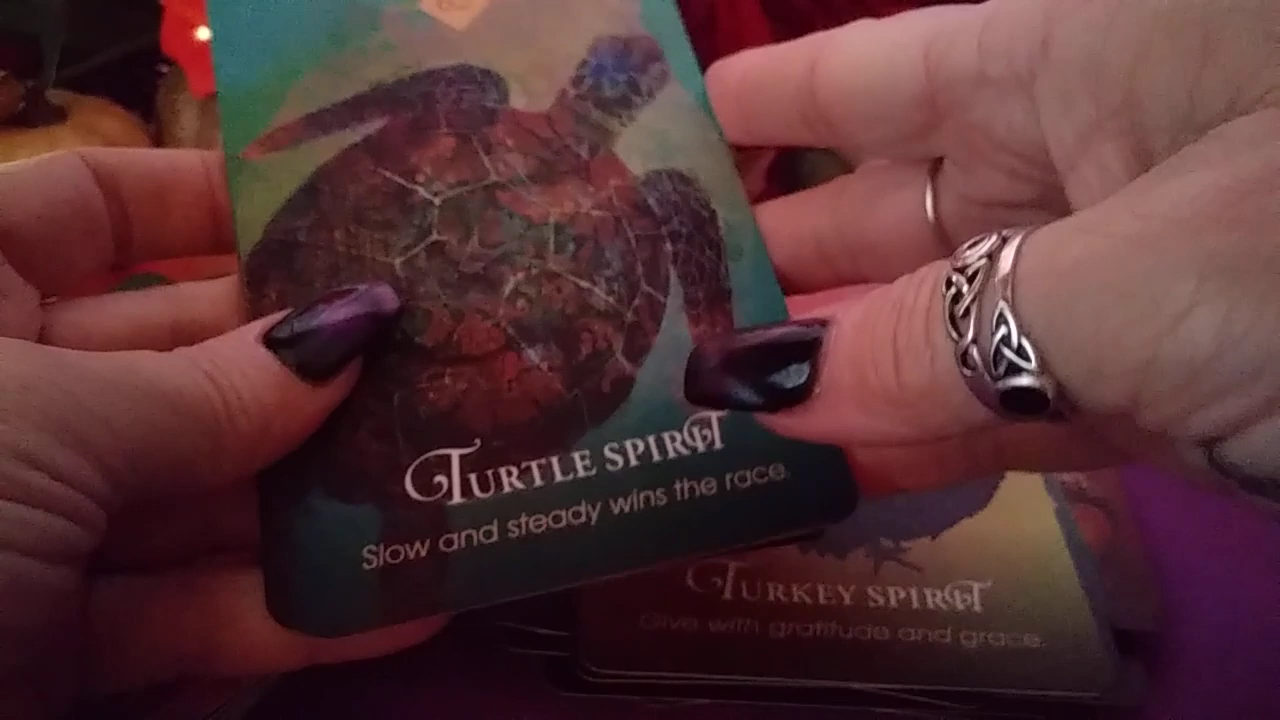 TURTLE SPIRIT
Slow and steady wins the race.
TURKEY SPIRIT
Give with gratitude and grace.